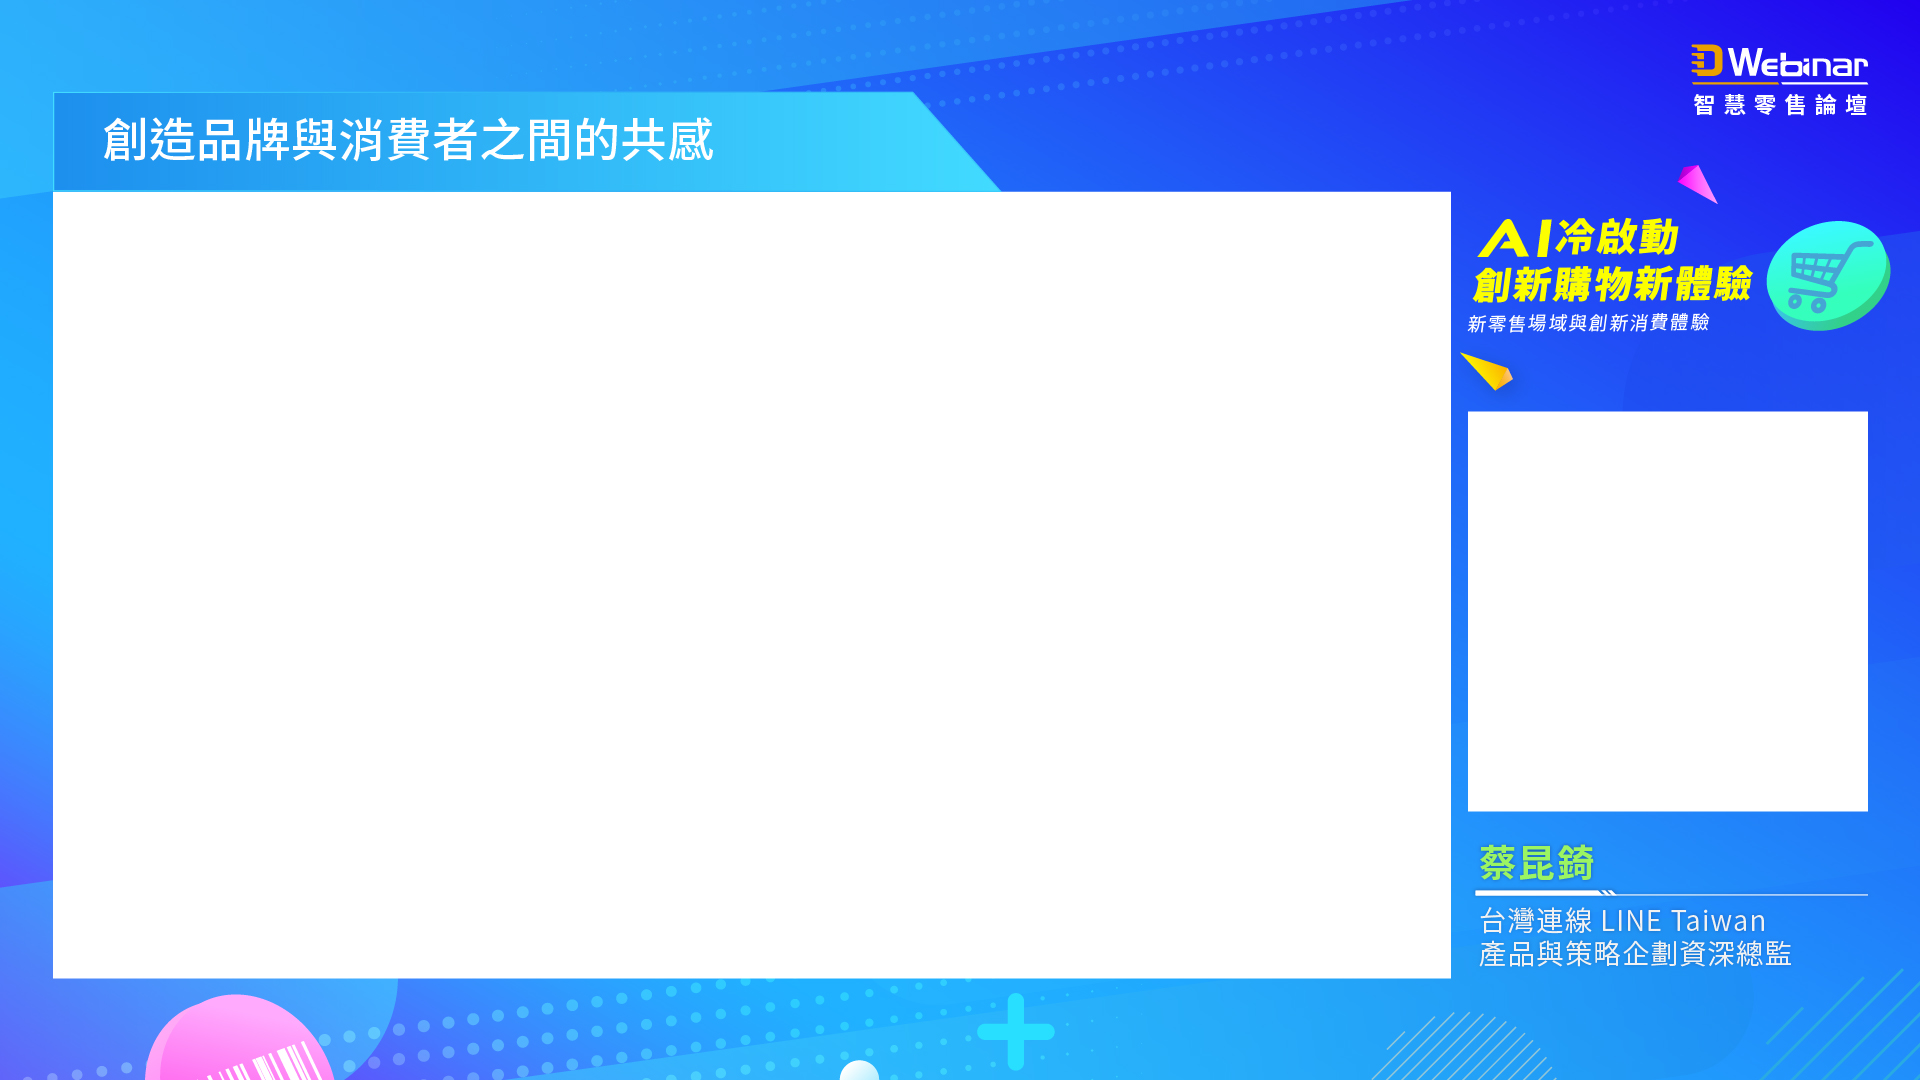 DWebinar
智慧零售論壇
創造品牌與消費者之間的共感
AI冷啟動
創新購物新體驗
新零售場域與創新消費體驗
蔡昆錡
台灣連線 LINE Taiwan
產品與策略企劃資深總監